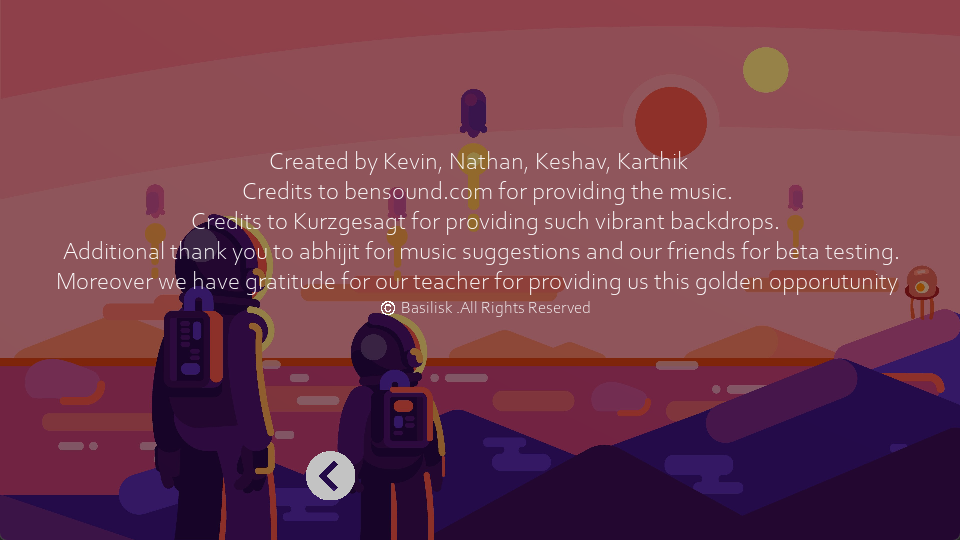 Created by Kevin, Nathan, Keshav, Karthik
Credits to bensound.com for providing the music.
Credits to Kurzgesagt for providing such vibrant backdrops.
Additional thank you to abhijit for music suggestions and our friends for beta testing.
Moreover we have gratitude for our teacher for providing us this golden opporutunity
© Basilisk .All Rights Reserved